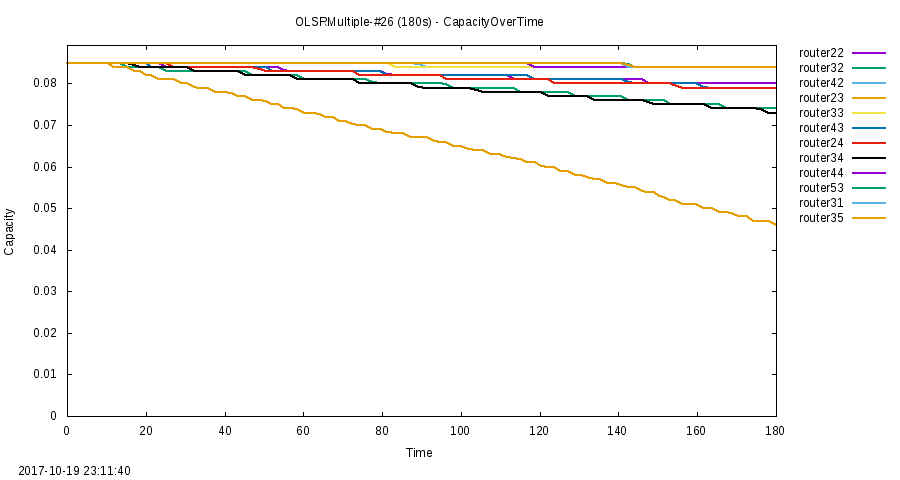 OLSRMultiple-#26 (180s) - CapacityOverTime
router22
router32
router42
router23
router33
router43
router24
router34
router44
router53
router31
router35
Capacity
0.08
0.07
0.06
0.05
0.04
0.03
0.02
0.01
0
0 20 40 60 80 100 120 140 160 180
Time
2017-10-19 23:11:40